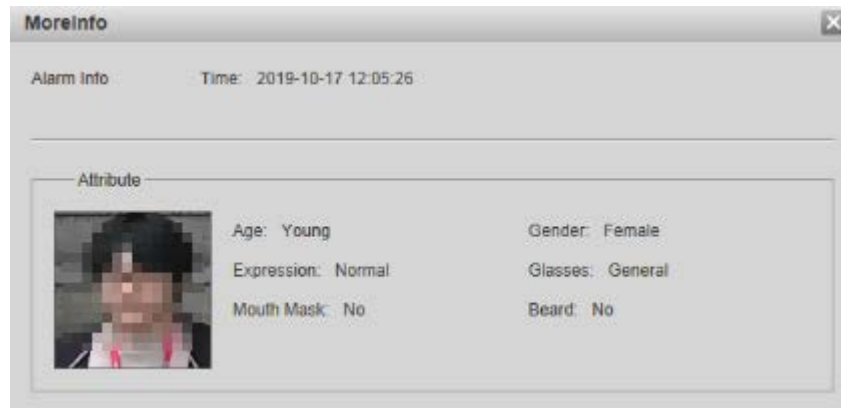 MoreInfo
Alarm Info Time: 2019-10-17 12:05:26
Attribute
Age: Young Gender: Female
Expression: Normal Glasses: General
Mouth Mask: No Beard: No